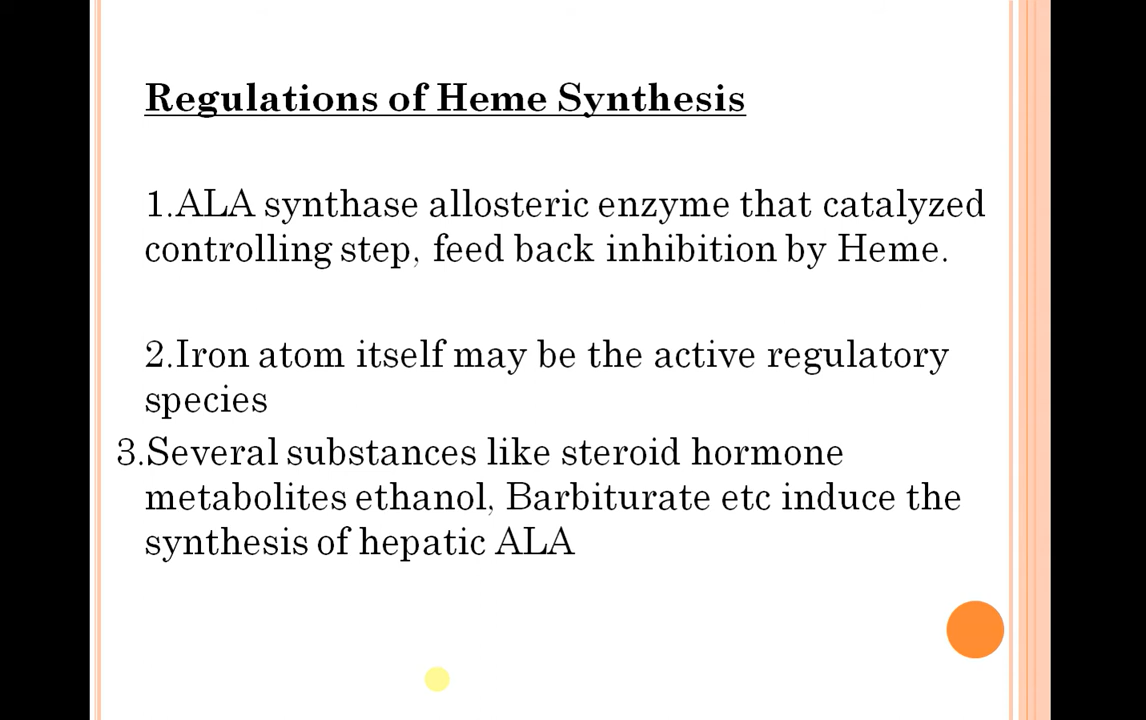 Regulations of Heme Synthesis
1.ALA synthase allosteric enzyme that catalyzed
controlling step, feed back inhibition by Heme.
2.Iron atom itself may be the active regulatory
species
3.Several substances like steroid hormone
metabolites ethanol, Barbiturate etc induce the
synthesis of hepatic ALA